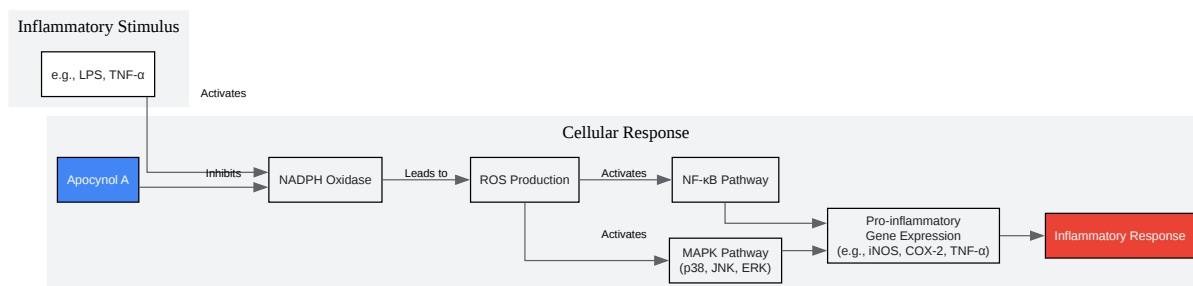 Inflammatory Stimulus
e.g., LPS, TNF-α
Activates
Cellular Response
Apocynol A
Inhibits
NADPH Oxidase
Leads to
ROS Production
Activates
NF-κB Pathway
Activates
MAPK Pathway
(p38, JNK, ERK)
Pro-inflammatory
Gene Expression
(e.g., iNOS, COX-2, TNF-α)
Inflammatory Response